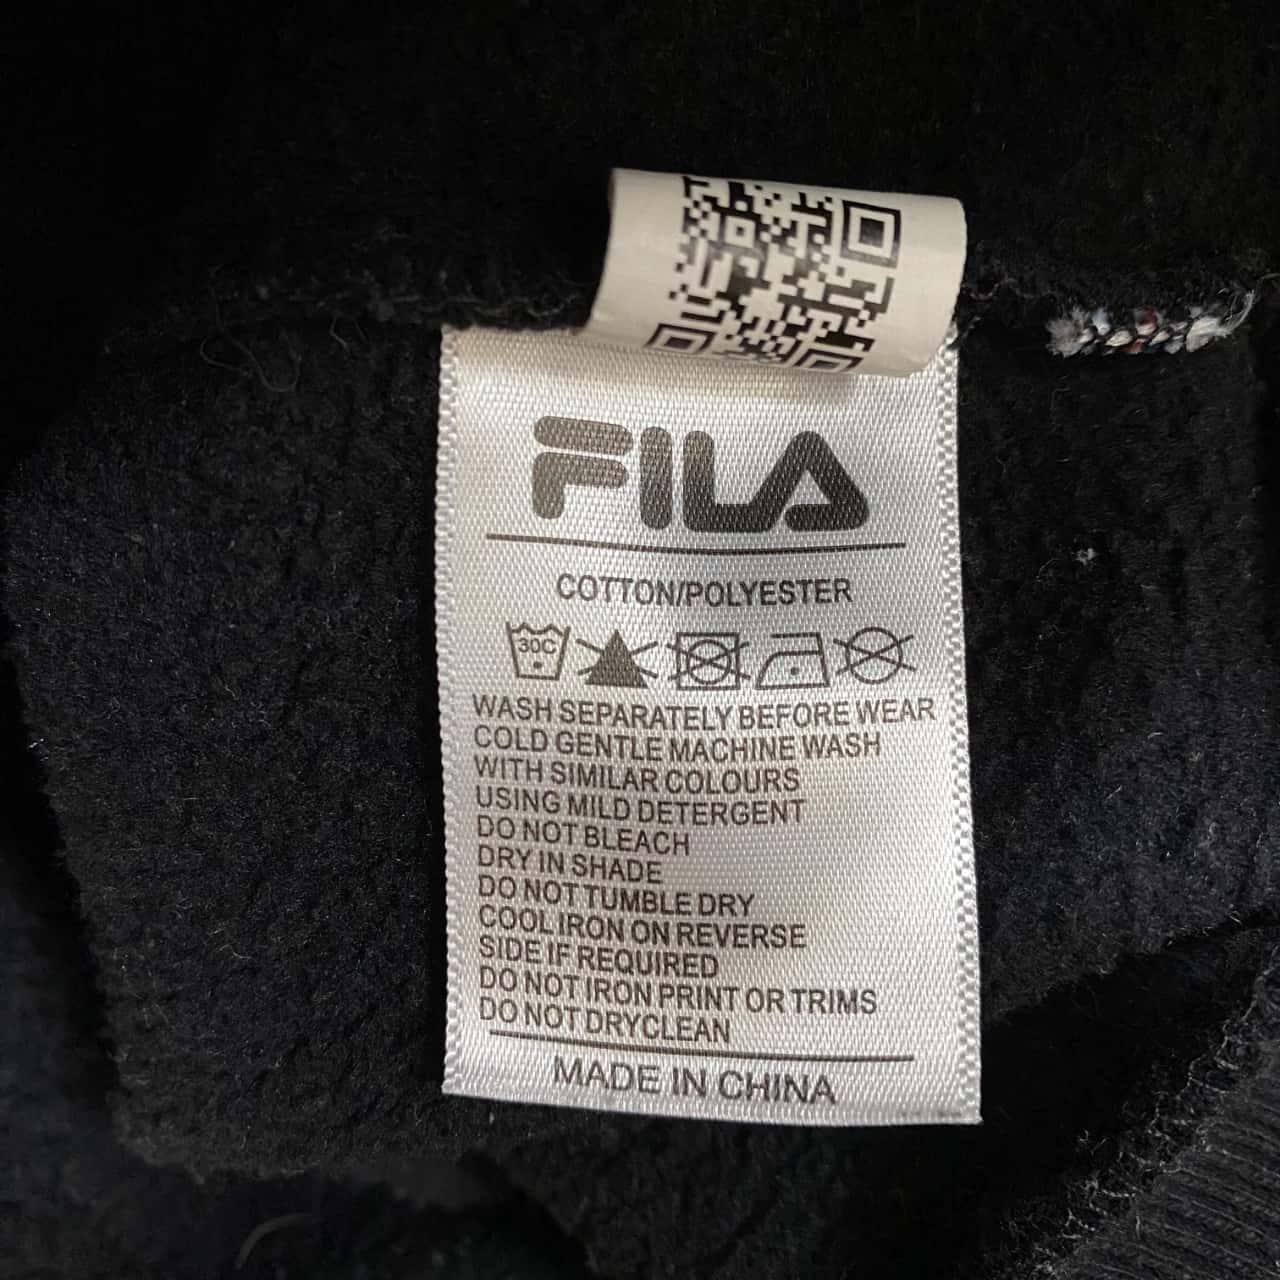 FILA
COTTON/POLYESTER
30C
WASH SEPARATELY BEFORE WEAR
COLD GENTLE MACHINE WASH
WITH SIMILAR COLOURS
USING MILD DETERGENT
DO NOT BLEACH
DRY IN SHADE
DO NOT TUMBLE DRY
COOL IRON ON REVERSE
SIDE IF REQUIRED
DO NOT IRON PRINT OR TRIMS
DO NOT DRYCLEAN
MADE IN CHINA